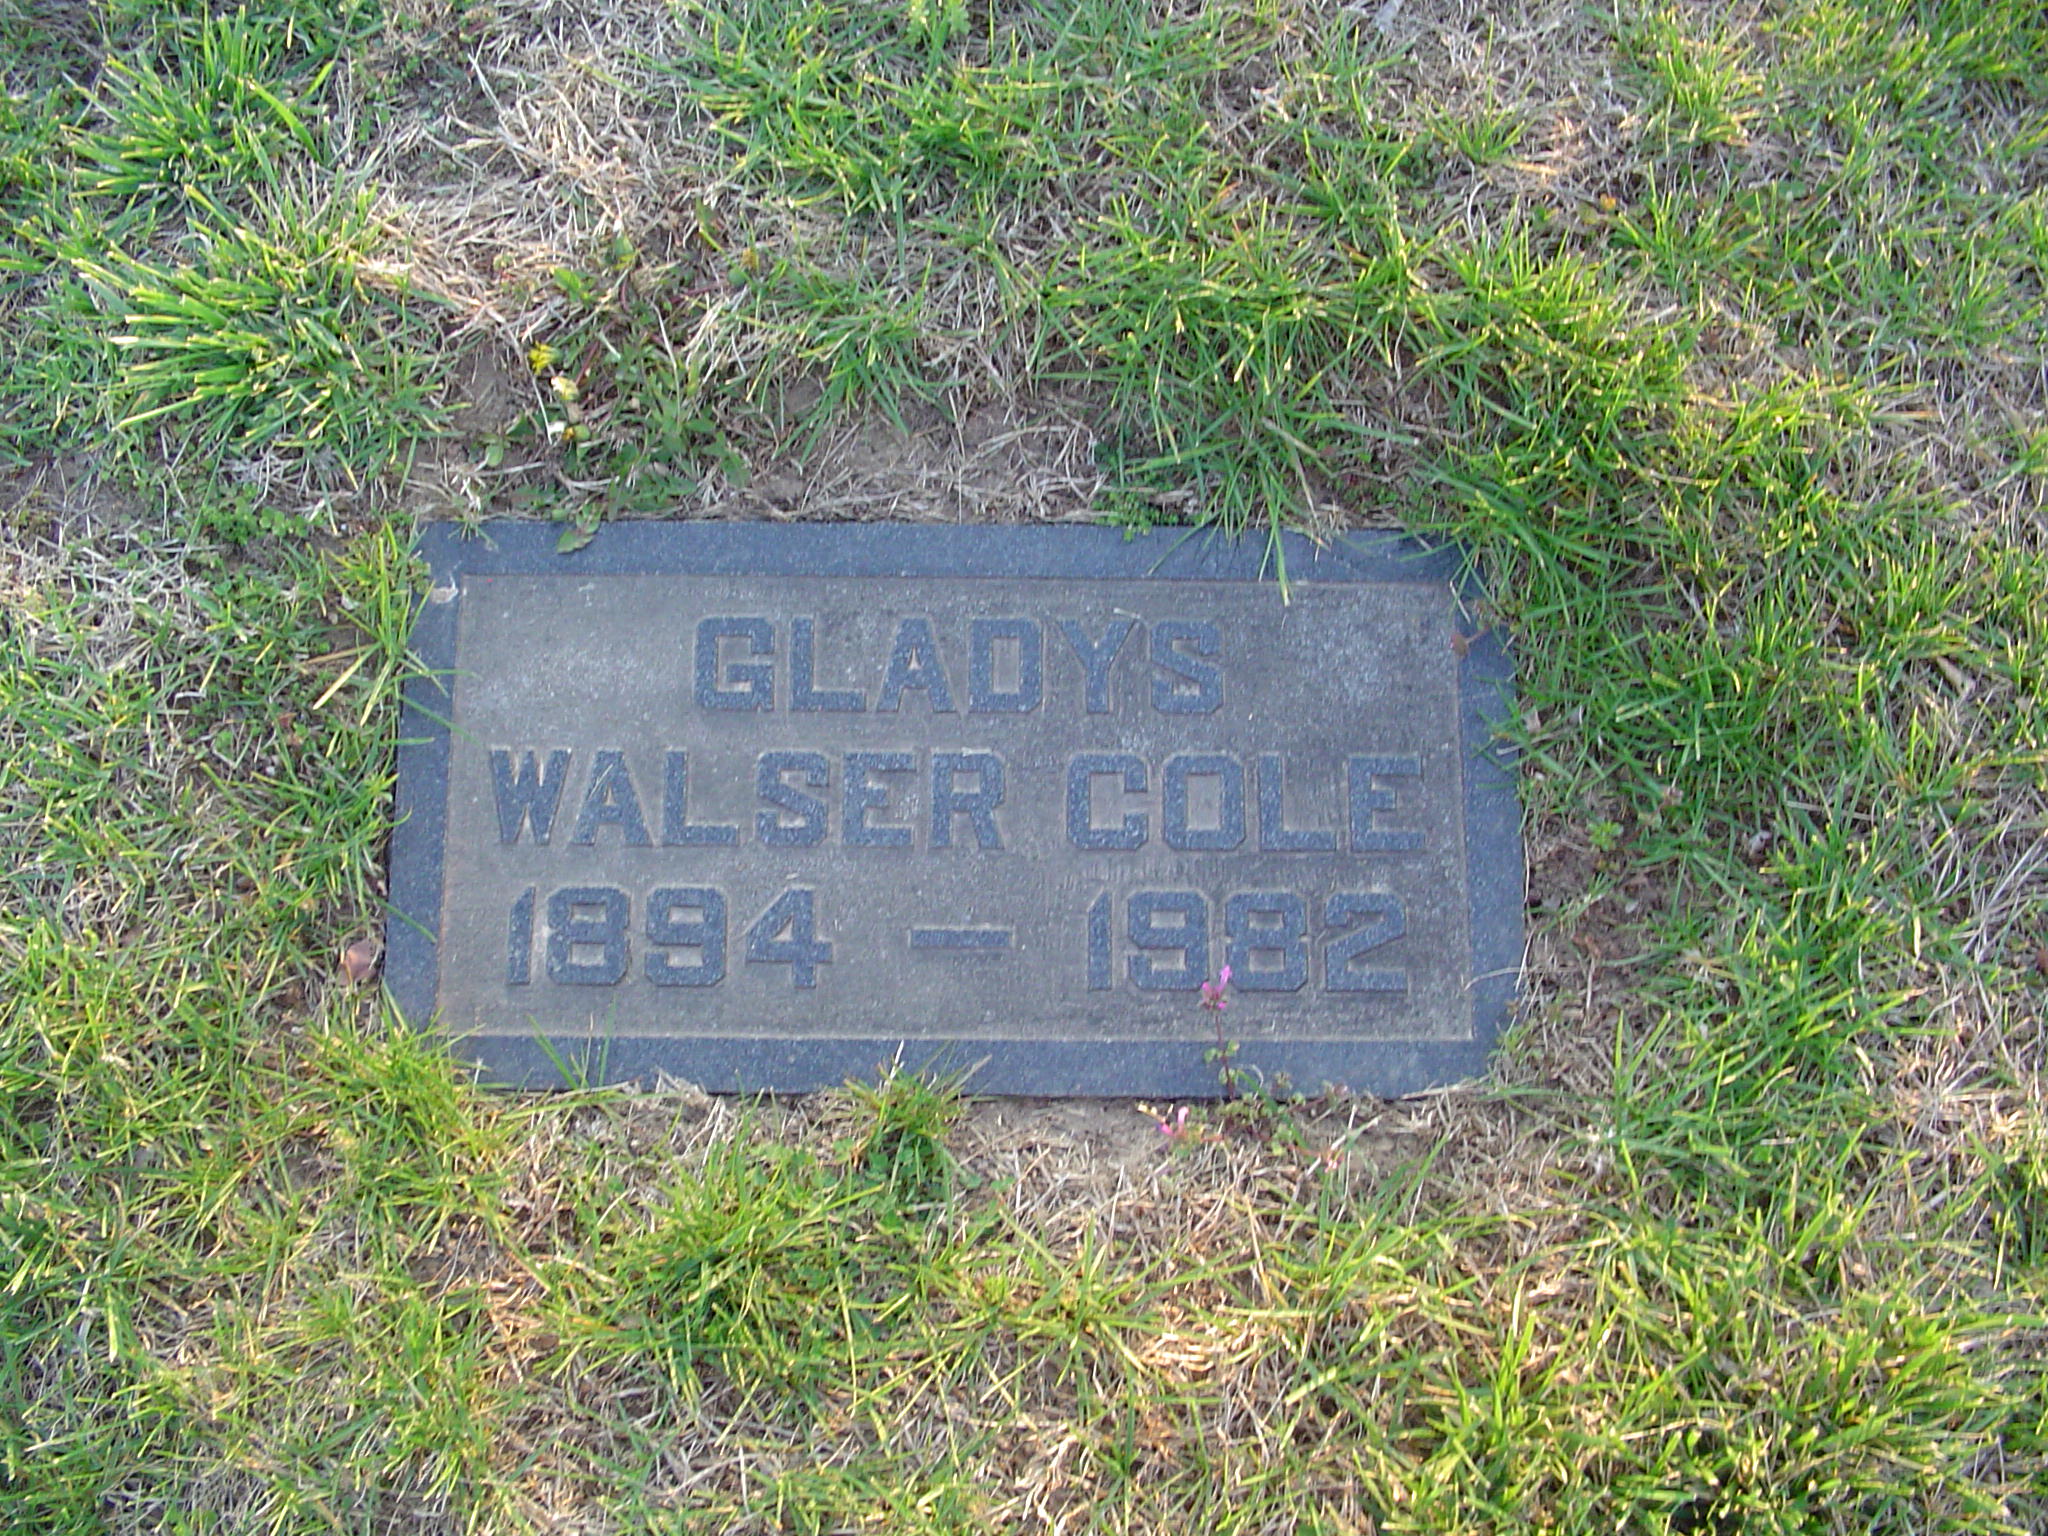 GLADYS
WALSER COLE
1894 — 1982